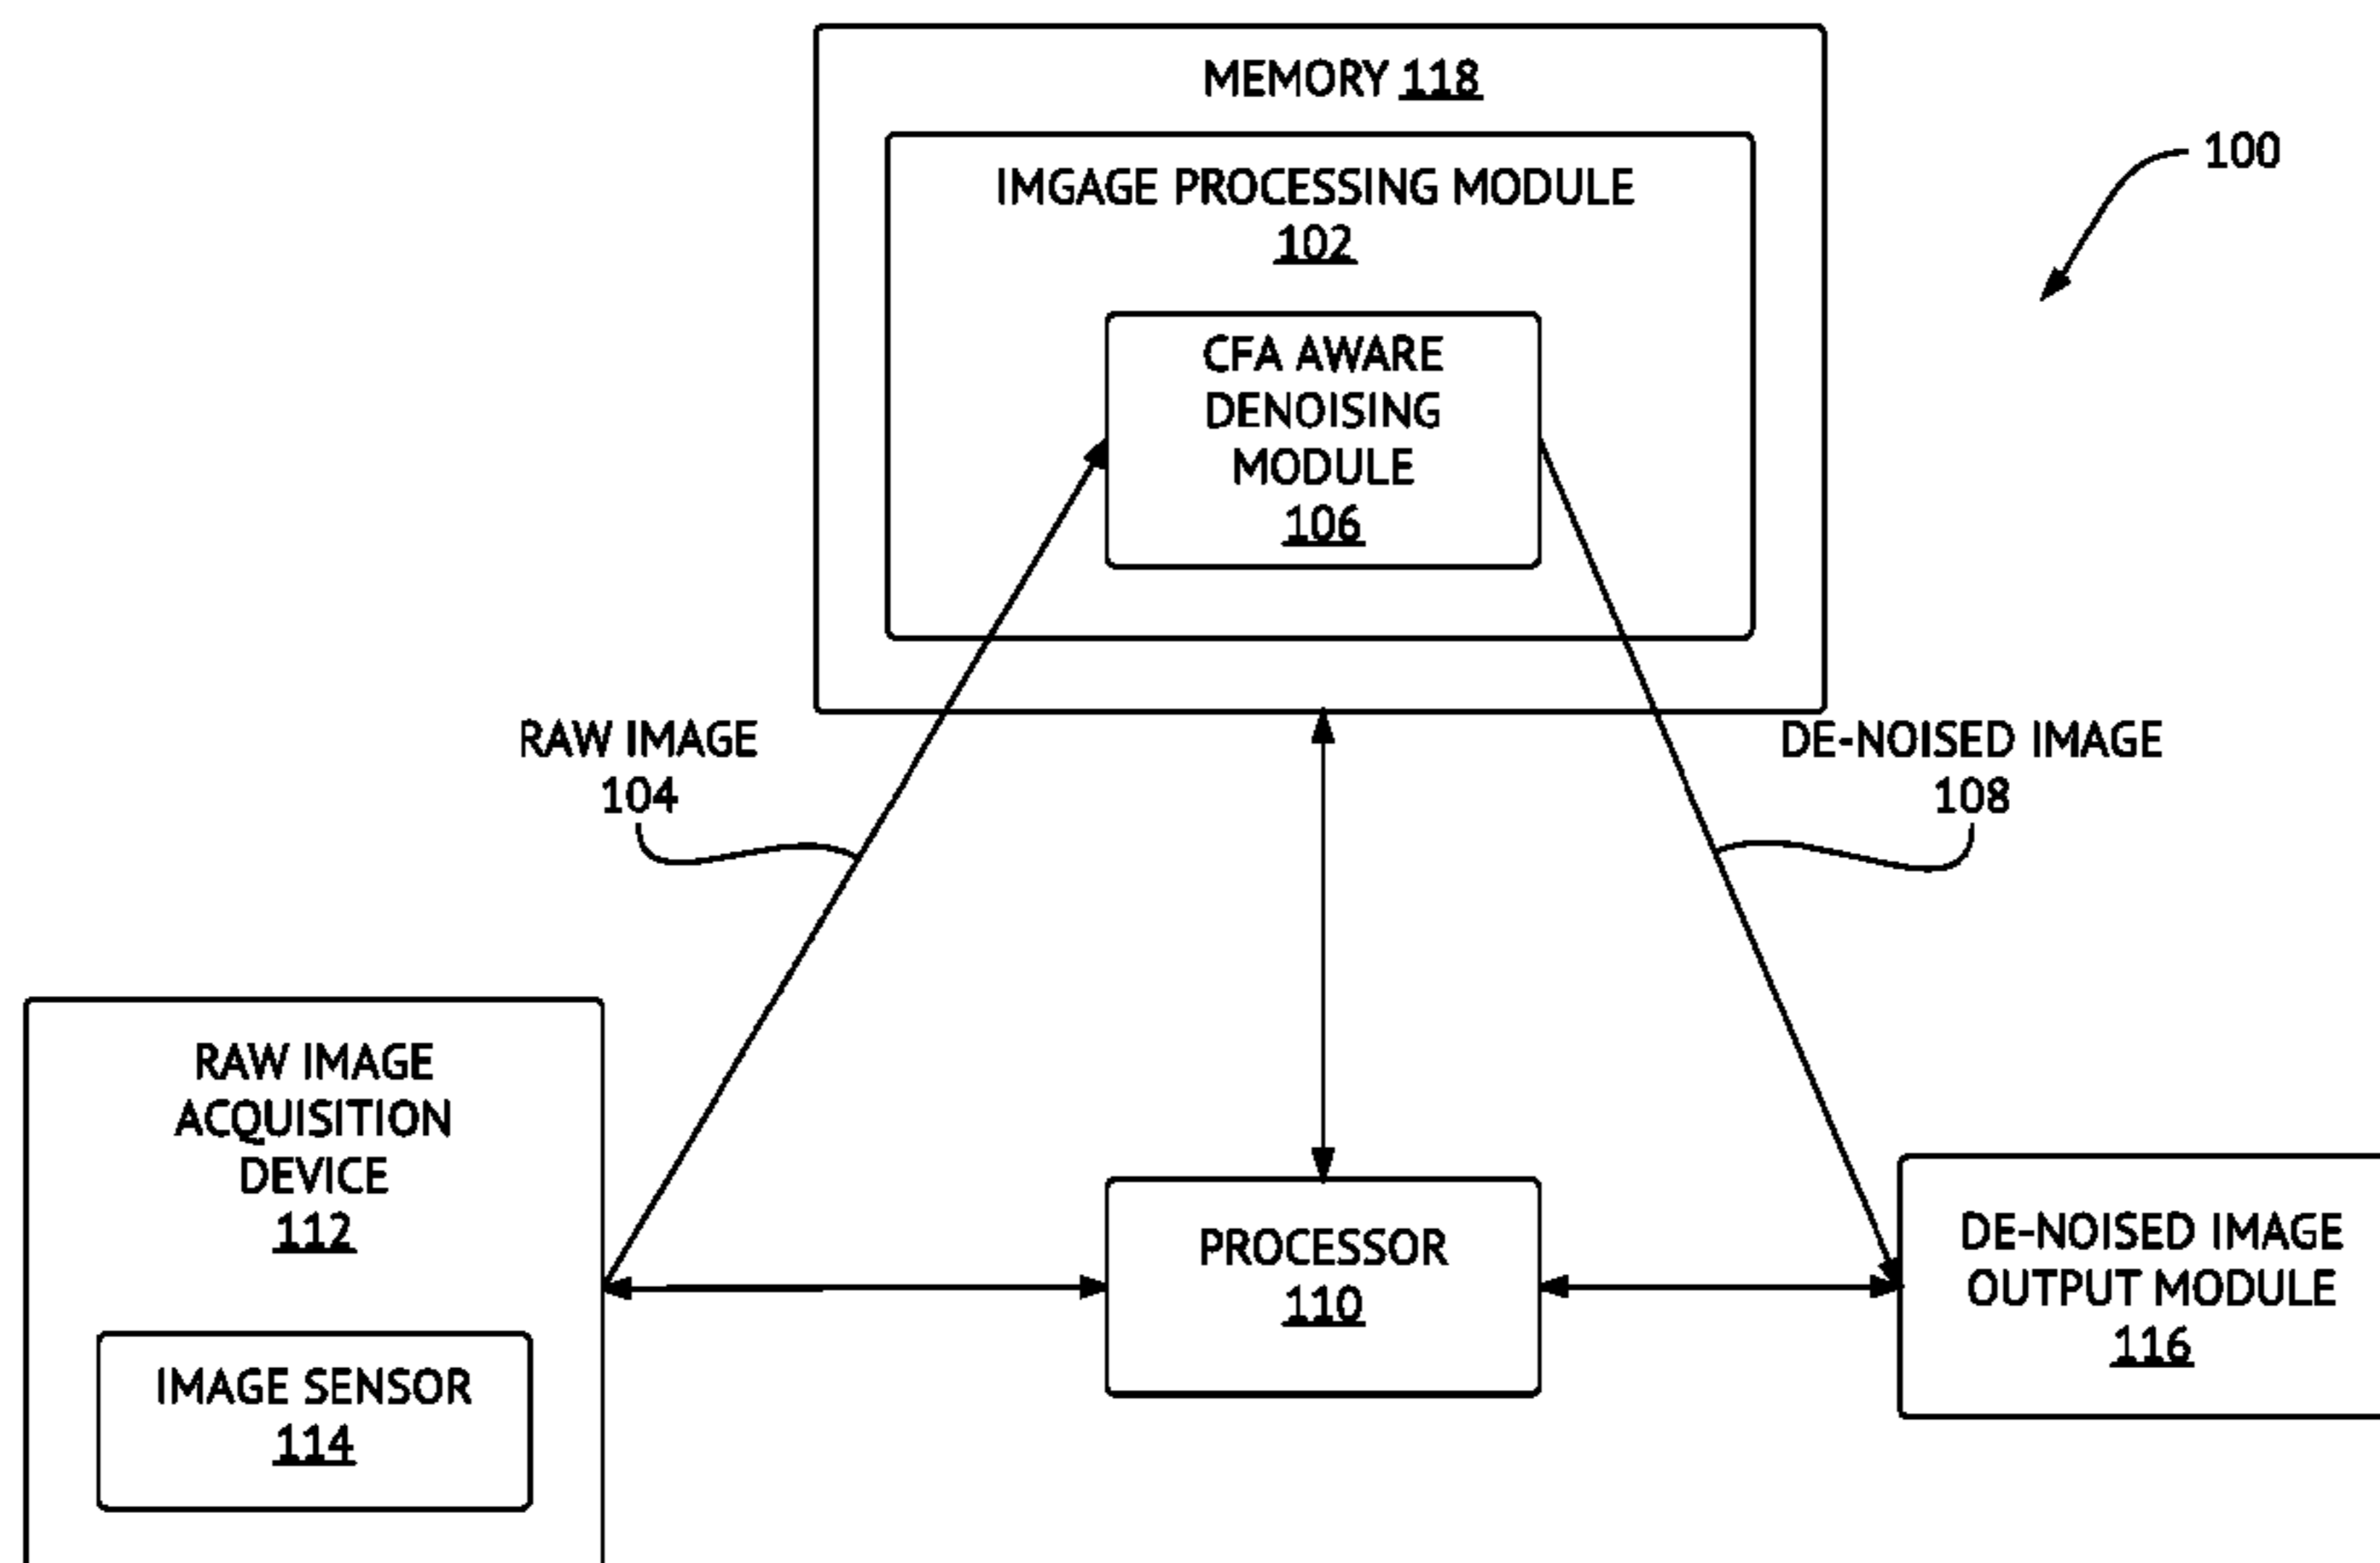 MEMORY 118
100
IMGAGE PROCESSING MODULE
102
CFA AWARE
DENOISING
MODULE
106
RAW IMAGE
104
DE-NOISED IMAGE
108
RAW IMAGE
ACQUISITION
DEVICE
112
IMAGE SENSOR
114
PROCESSOR
110
DE-NOISED IMAGE
OUTPUT MODULE
116